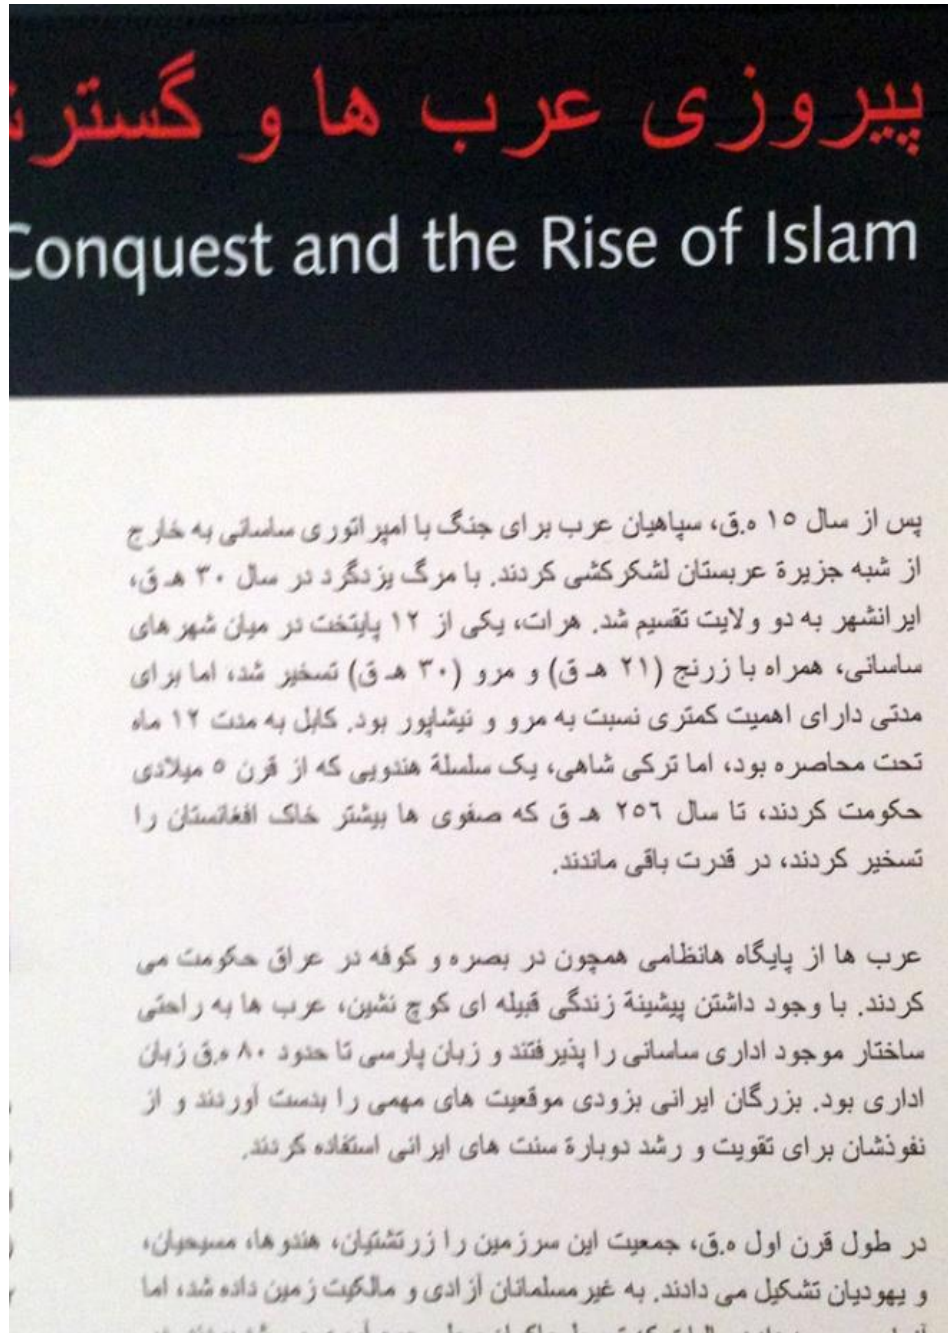 پیروزی عرب ها و گسترش
Conquest and the Rise of Islam
پس از سال ۱۵ ه.ق، سپاهیان عرب برای جنگ با امپراتوری ساسانی به خارج
از شبه جزیرۀ عربستان لشکرکشی کردند. با مرگ یزدگرد در سال ۳۰ هـ ق،
ایرانشهر به دو ولایت تقسیم شد. هرات، یکی از ۱۲ پایتخت در میان شهرهای
ساسانی، همراه با زرنج (۲۱ هـ ق) و مرو (۳۰ هـ ق) تسخیر شد، اما برای
مدتی دارای اهمیت کمتری نسبت به مرو و نیشاپور بود. کابل به مدت ۱۲ ماه
تحت محاصره بود، اما ترکی شاهی، یک سلسلۀ هندویی که از قرن ۵ میلادی
حکومت کردند، تا سال ۲۵٦ هـ ق که صفوی ها بیشتر خاک افغانستان را
تسخیر کردند، در قدرت باقی ماندند.
عرب ها از پایگاه هانظامی همچون در بصره و کوفه در عراق حکومت می
کردند. با وجود داشتن پیشینۀ زندگی قبیله ای کوچ نشین، عرب ها به راحتی
ساختار موجود اداری ساسانی را پذیرفتند و زبان پارسی تا حدود ۸۰ ه.ق زبان
اداری بود. بزرگان ایرانی بزودی موقعیت های مهمی را بدست آوردند و از
نفوذشان برای تقویت و رشد دوبارۀ سنت های ایرانی استفاده کردند.
در طول قرن اول ه.ق، جمعیت این سرزمین را زرتشتیان، هندوها، مسیحیان،
و یهودیان تشکیل می دادند. به غیرمسلمانان آزادی و مالکیت زمین داده شد، اما